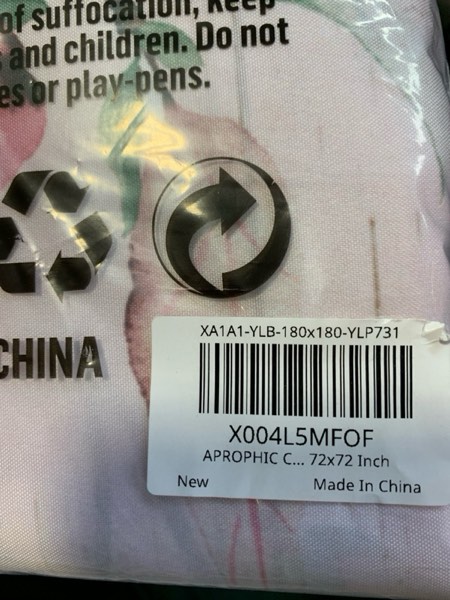 of suffocation, keep
and children. Do not
es or play-pens.
CHINA
XA1A1-YLB-180x180-YLP731
X004L5MFOF
APROPHIC C... 72x72 Inch
New Made In China